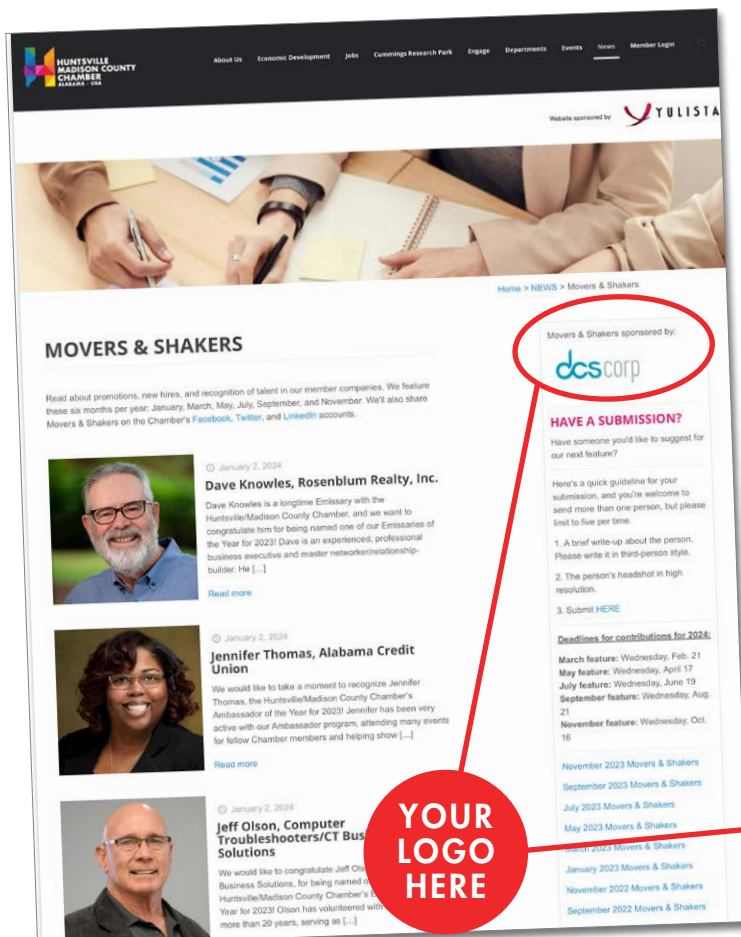 HUNTSVILLE
MADISON COUNTY
CHAMBER
ALABAMA - USA
About Us Economic Development Jobs Cummings Research Park Engage Departments Events News Member Login
Website sponsored by YULISTA
Home > NEWS > Movers & Shakers
MOVERS & SHAKERS
Read about promotions, new hires, and recognition of talent in our member companies. We feature
these six months per year: January, March, May, July, September, and November. We'll also share
Movers & Shakers on the Chamber's Facebook, Twitter, and LinkedIn accounts.
January 2, 2024
Dave Knowles, Rosenblum Realty, Inc.
Dave Knowles is a longtime Emissary with the
Huntsville/Madison County Chamber, and we want to
congratulate him for being named one of our Emissaries of
the Year for 2023! Dave is an experienced, professional
business executive and master networker/relationship-
builder. He […]
Read more
January 2, 2024
Jennifer Thomas, Alabama Credit
Union
We would like to take a moment to recognize Jennifer
Thomas, the Huntsville/Madison County Chamber's
Ambassador of the Year for 2023! Jennifer has been very
active with our Ambassador program, attending many events
for fellow Chamber members and helping show […]
Read more
January 2, 2024
Jeff Olson, Computer
Troubleshooters/CT Bus
Solutions
We would like to congratulate Jeff Ols
Business Solutions, for being named o
Huntsville/Madison County Chamber's E
Year for 2023! Olson has volunteered with
more than 20 years, serving as […]
Movers & Shakers sponsored by:
dcscorp
HAVE A SUBMISSION?
Have someone you'd like to suggest for
our next feature?
Here's a quick guideline for your
submission, and you're welcome to
send more than one person, but please
limit to five per time.
1. A brief write-up about the person.
Please write it in third-person style.
2. The person's headshot in high
resolution.
3. Submit HERE
Deadlines for contributions for 2024:
March feature: Wednesday, Feb. 21
May feature: Wednesday, April 17
July feature: Wednesday, June 19
September feature: Wednesday, Aug.
21
November feature: Wednesday, Oct.
16
November 2023 Movers & Shakers
September 2023 Movers & Shakers
July 2023 Movers & Shakers
May 2023 Movers & Shakers
March 2023 Movers & Shakers
January 2023 Movers & Shakers
November 2022 Movers & Shakers
September 2022 Movers & Shakers
YOUR
LOGO
HERE